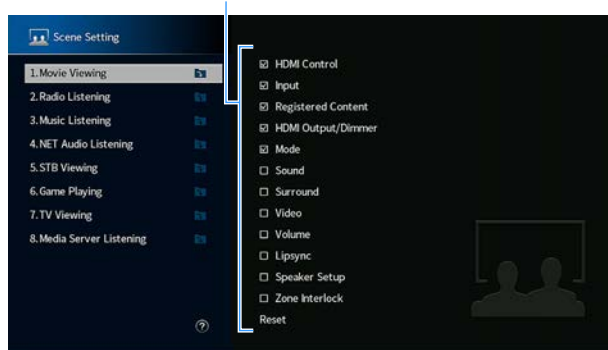 Scene Setting
1.Movie Viewing
2.Radio Listening
3.Music Listening
4.NET Audio Listening
5.STB Viewing
6.Game Playing
7.TV Viewing
8.Media Server Listening
?
HDMI Control
Input
Registered Content
HDMI Output/Dimmer
Mode
Sound
Surround
Video
Volume
Lipsync
Speaker Setup
Zone Interlock
Reset